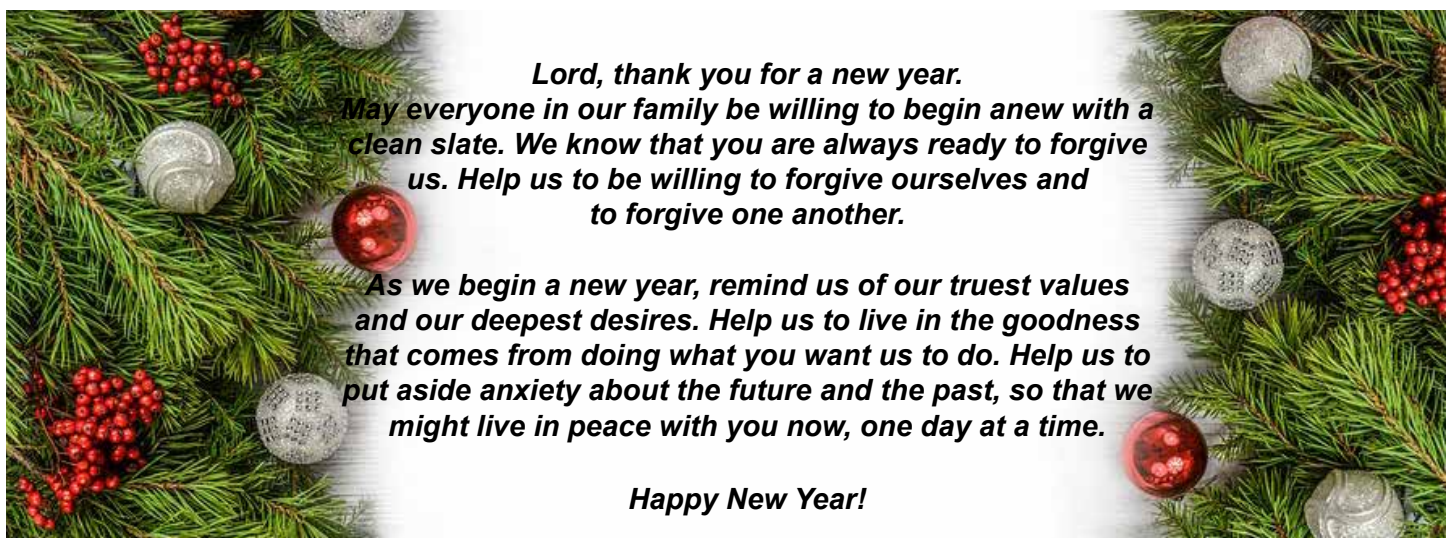 Lord, thank you for a new year.
May everyone in our family be willing to begin anew with a
clean slate. We know that you are always ready to forgive
us. Help us to be willing to forgive ourselves and
to forgive one another.
As we begin a new year, remind us of our truest values
and our deepest desires. Help us to live in the goodness
that comes from doing what you want us to do. Help us to
put aside anxiety about the future and the past, so that we
might live in peace with you now, one day at a time.
Happy New Year!